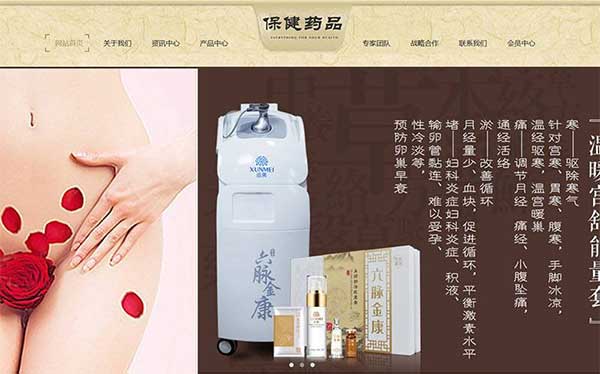 保健药品
EVERYTHING FOR YOUR HEALTH
网站首页
关于我们
资讯中心
产品中心
专家团队
战略合作
联系我们
会员中心
「温暖宫舒能量套」
寒——驱除寒气
针对宫寒、胃寒、腹寒，手脚冰凉，
温经驱寒，温宫暖巢
痛——调节月经，痛经、小腹坠痛，
通经活络
淤——改善循环
月经量少、血块，促进循环，平衡激素水平
堵——妇科炎症妇科炎症、积液、
输卵管黏连、难以受孕、
性冷淡等，
预防卵巢早衰
XUNMEI
迅美
六脉金康
六脉金康